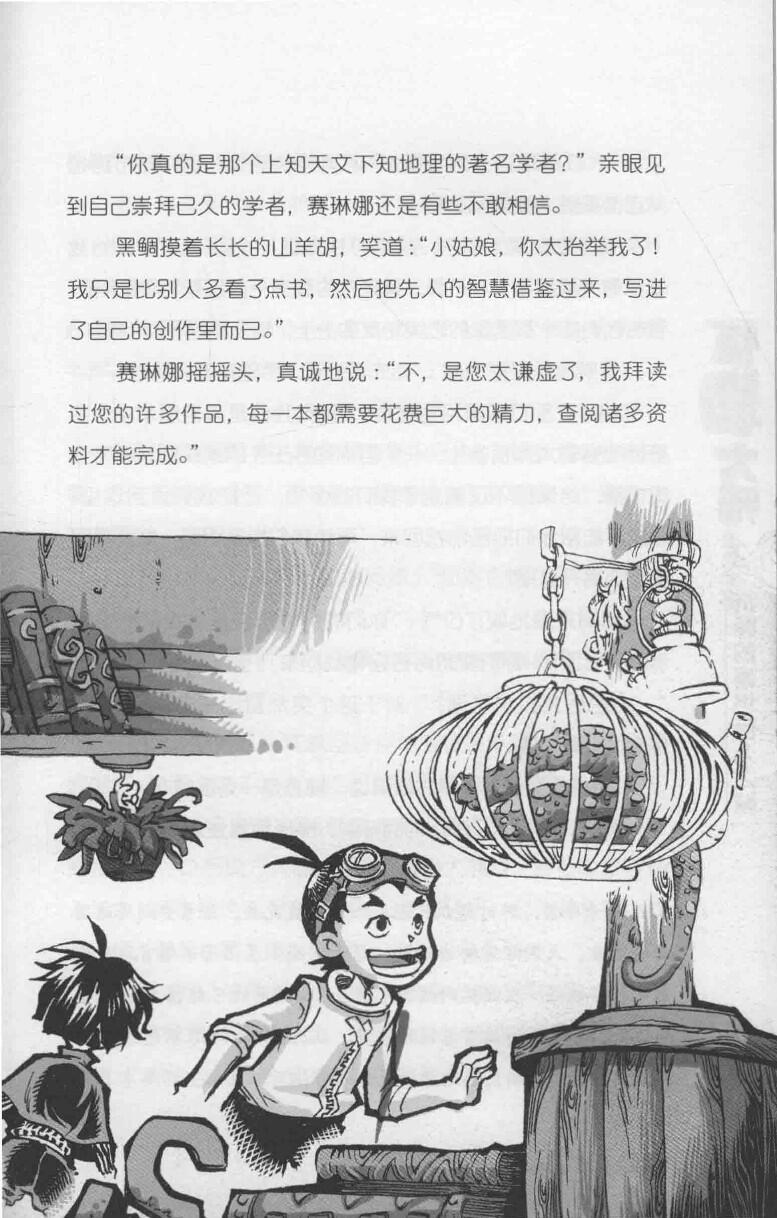 “你真的是那个上知天文下知地理的著名学者？”亲眼见
到自己崇拜已久的学者，赛琳娜还是有些不敢相信。
黑鲷摸着长长的山羊胡，笑道：“小姑娘，你太抬举我了！
我只是比别人多看了点书，然后把先人的智慧借鉴过来，写进
了自己的创作里而已。”
赛琳娜摇摇头，真诚地说：“不，是您太谦虚了，我拜读
过您的许多作品，每一本都需要花费巨大的精力，查阅诸多资
料才能完成。”